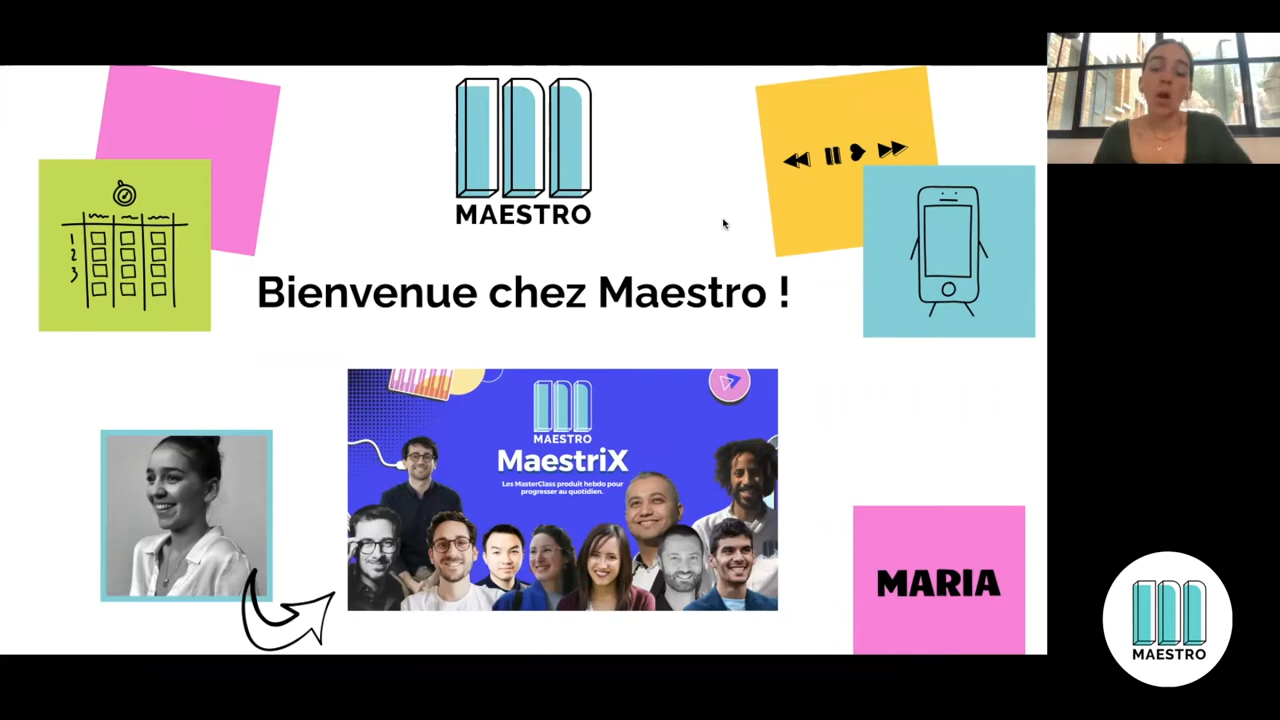 MAESTRO
Bienvenue chez Maestro !
MAESTRO
MaestriX
Les MasterClass produit hebdo pour
progresser au quotidien.
MARIA
MAESTRO